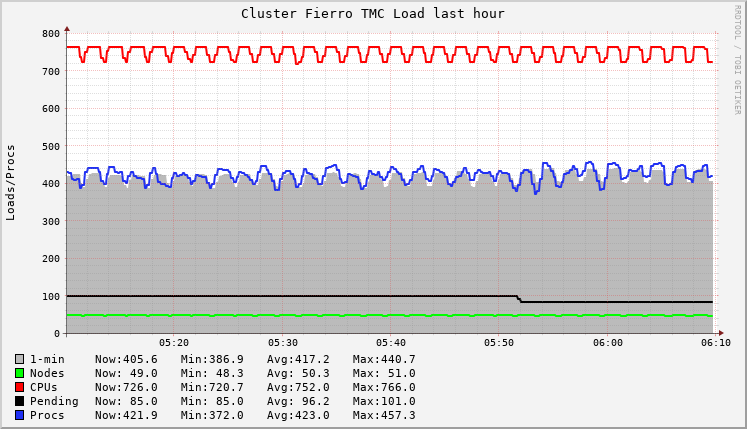 Cluster Fierro TMC Load last hour
RRDTOOL / TOBI OETIKER
Loads/Procs
800
700
600
500
400
300
200
100
0
05:20 05:30 05:40 05:50 06:00 06:10
1-min Now:405.6 Min:386.9 Avg:417.2 Max:440.7
Nodes Now: 49.0 Min: 48.3 Avg: 50.3 Max: 51.0
CPUs Now:726.0 Min:720.7 Avg:752.0 Max:766.0
Pending Now: 85.0 Min: 85.0 Avg: 96.2 Max:101.0
Procs Now:421.9 Min:372.0 Avg:423.0 Max:457.3